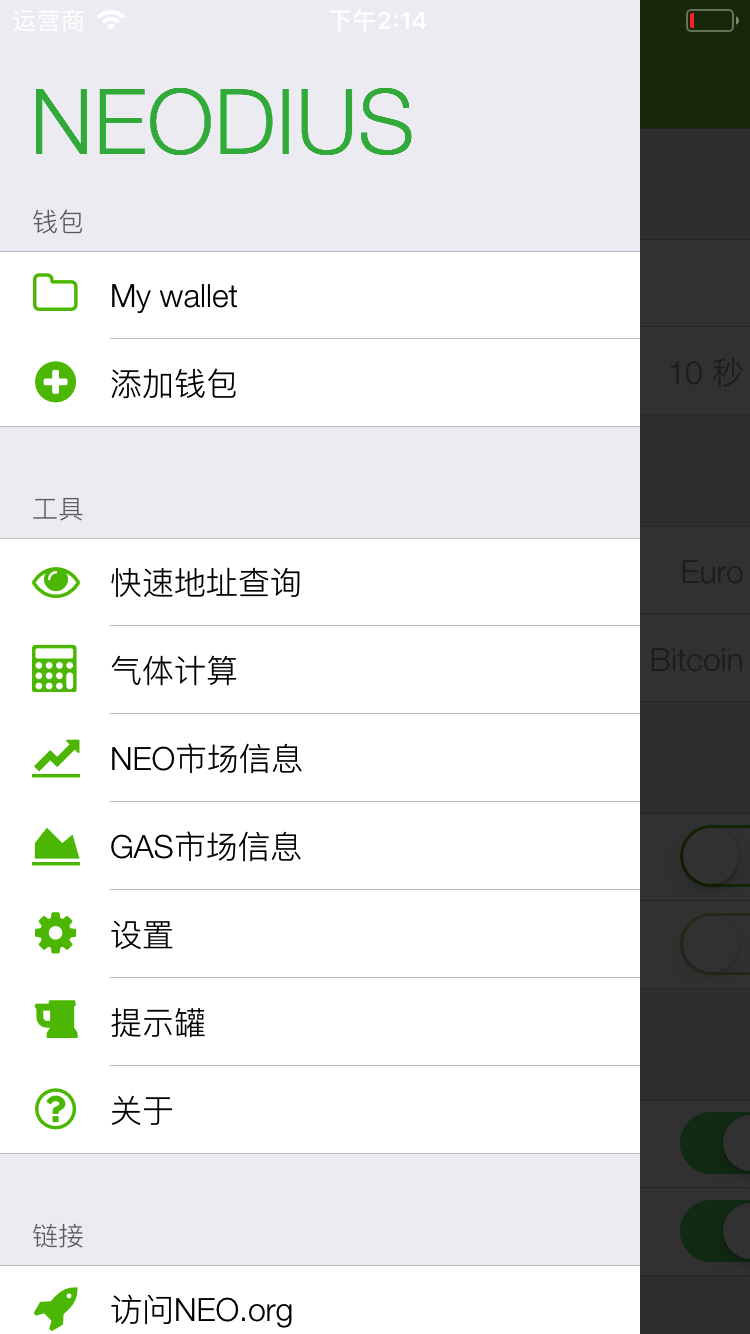 运营商 下午2:14
NEODIUS
钱包
My wallet
添加钱包
10 秒
工具
快速地址查询
Euro
气体计算
Bitcoin
NEO市场信息
GAS市场信息
设置
提示罐
关于
链接
访问NEO.org